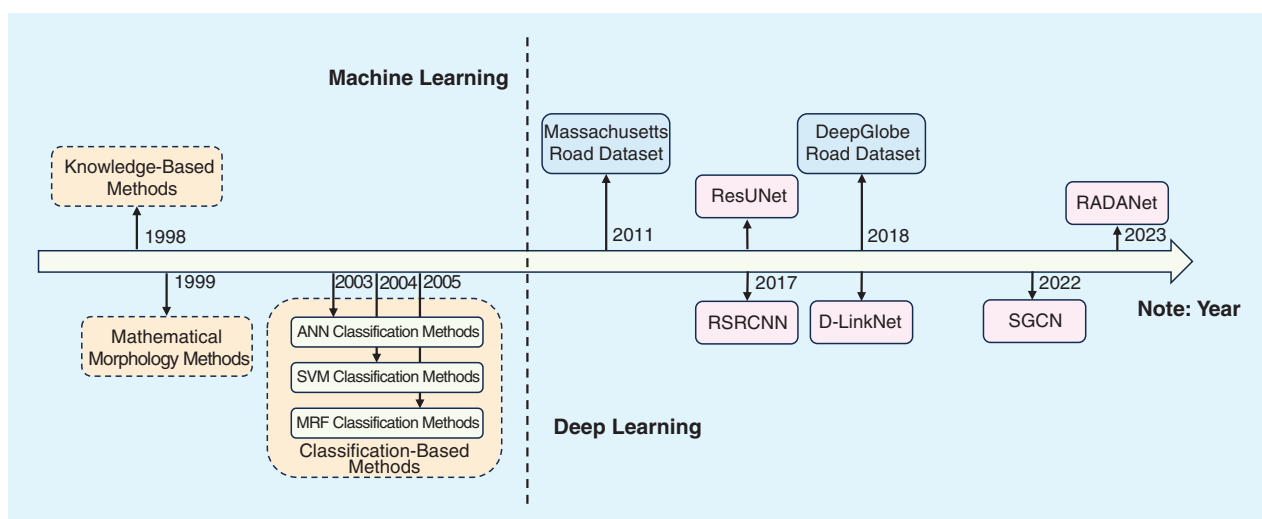 Machine Learning
Massachusetts
Road Dataset
DeepGlobe
Road Dataset
Knowledge-Based
Methods
ResUNet
RADANet
1998
2011
2018
2023
1999
2003
2004
2005
2017
2022
Mathematical
Morphology Methods
ANN Classification Methods
SVM Classification Methods
MRF Classification Methods
Classification-Based
Methods
RSRCNN
D-LinkNet
SGCN
Note: Year
Deep Learning